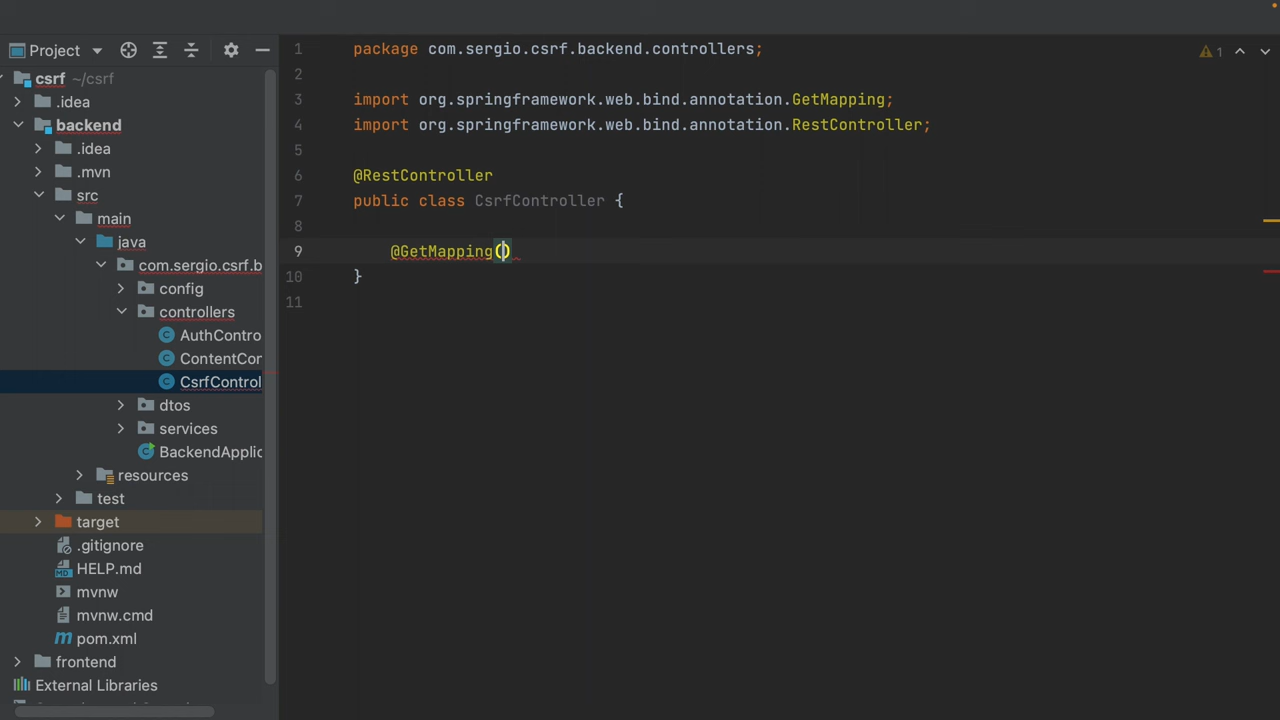 Project
csrf ~/csrf
.idea
backend
.idea
.mvn
src
main
java
com.sergio.csrf.b
config
controllers
AuthContro
ContentCor
CsrfControl
dtos
services
BackendApplic
resources
test
target
.gitignore
HELP.md
mvnw
mvnw.cmd
pom.xml
frontend
External Libraries
1 package com.sergio.csrf.backend.controllers;
2
3 import org.springframework.web.bind.annotation.GetMapping;
4 import org.springframework.web.bind.annotation.RestController;
5
6 @RestController
7 public class CsrfController {
8
9 @GetMapping()
10 }
11
1